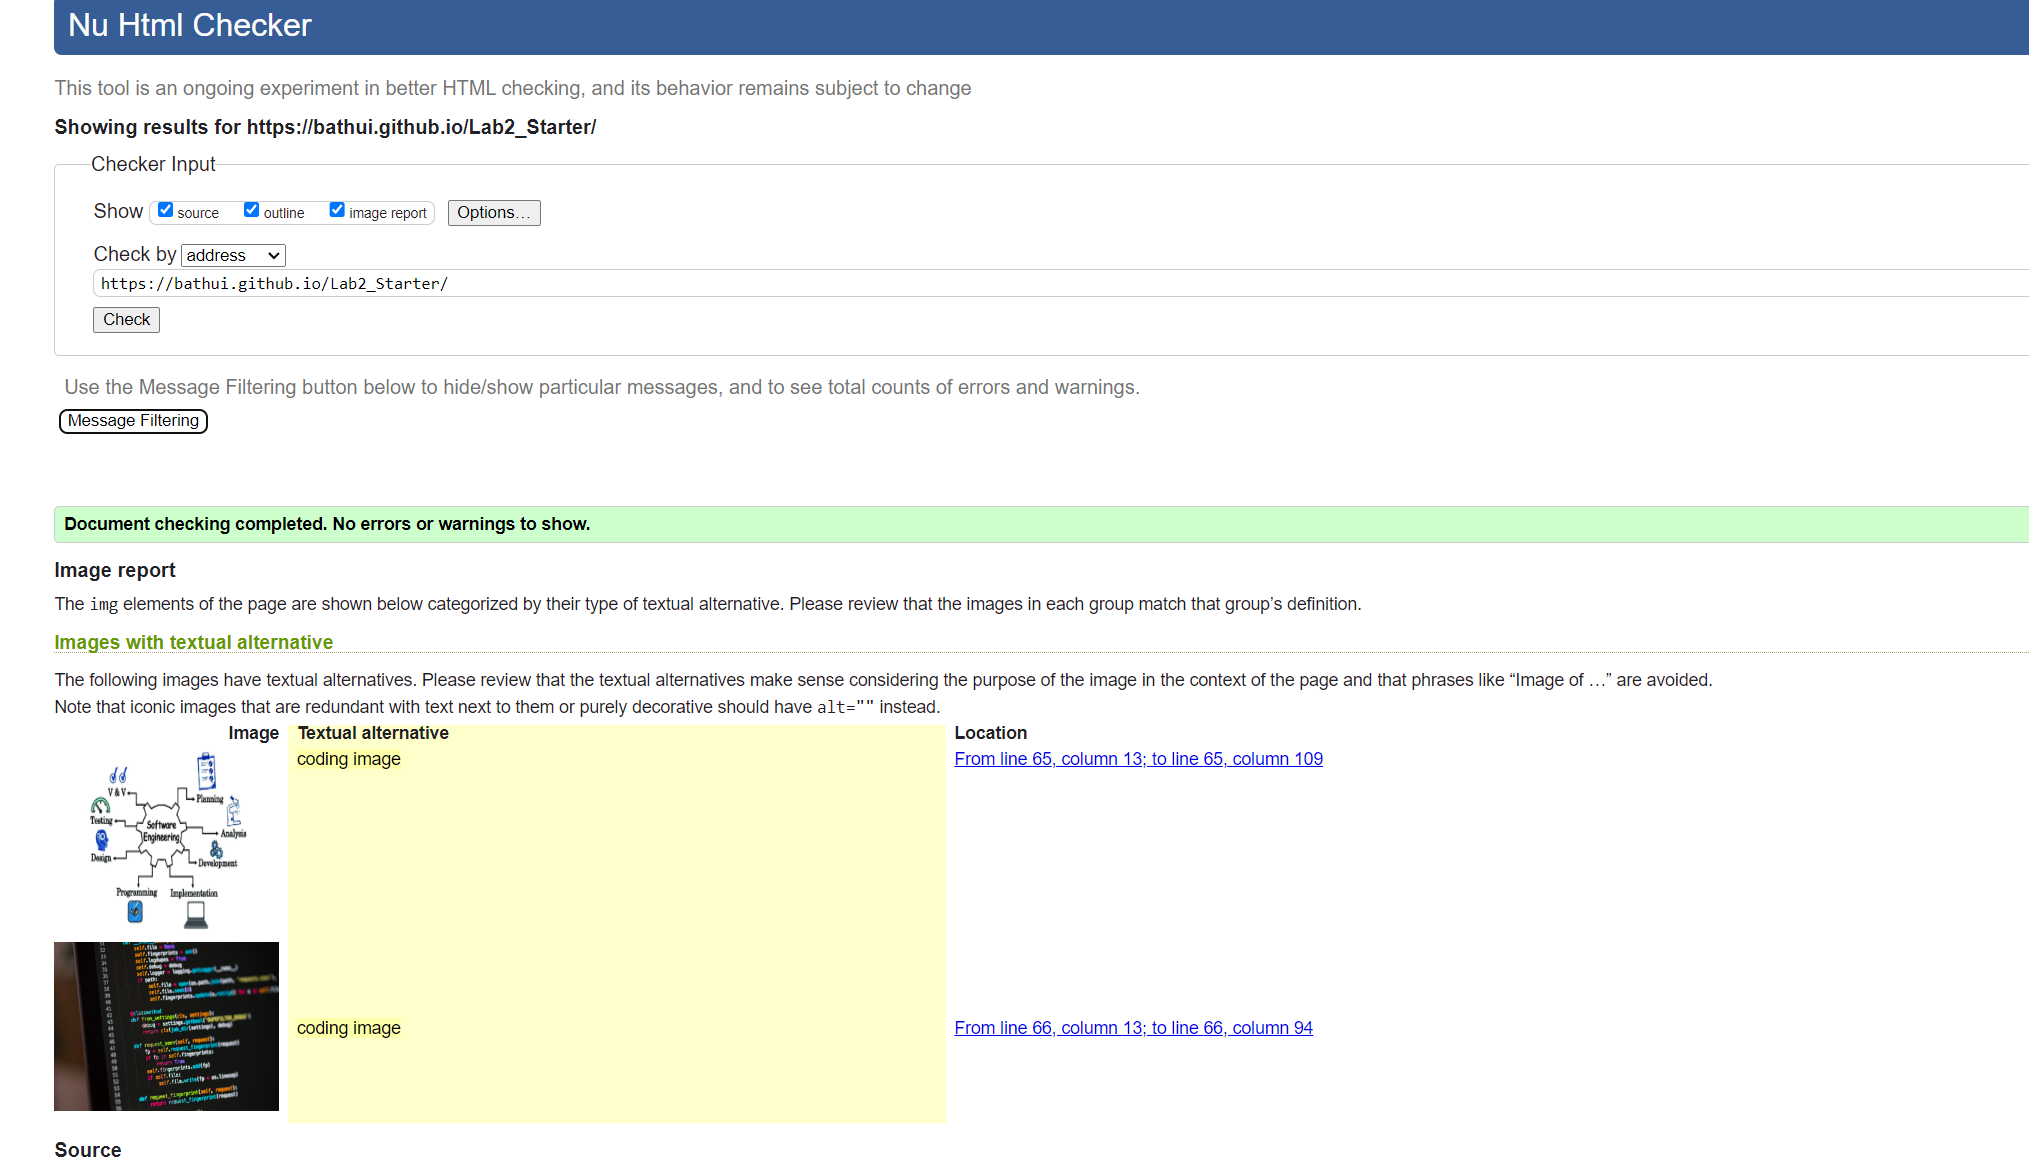 Nu Html Checker
This tool is an ongoing experiment in better HTML checking, and its behavior remains subject to change
Showing results for https://bathui.github.io/Lab2_Starter/
Checker Input
Show source outline image report Options...
Check by address
https://bathui.github.io/Lab2_Starter/
Check
Use the Message Filtering button below to hide/show particular messages, and to see total counts of errors and warnings.
Message Filtering
Document checking completed. No errors or warnings to show.
Image report
The img elements of the page are shown below categorized by their type of textual alternative. Please review that the images in each group match that group’s definition.
Images with textual alternative
The following images have textual alternatives. Please review that the textual alternatives make sense considering the purpose of the image in the context of the page and that phrases like “Image of …” are avoided.
Note that iconic images that are redundant with text next to them or purely decorative should have alt="" instead.
Image Textual alternative Location
coding image From line 65, column 13; to line 65, column 109
V & V
Planning
Testing
Software
Engineering
Analysis
Design
Development
Programming Implementation
coding image From line 66, column 13; to line 66, column 94
Source